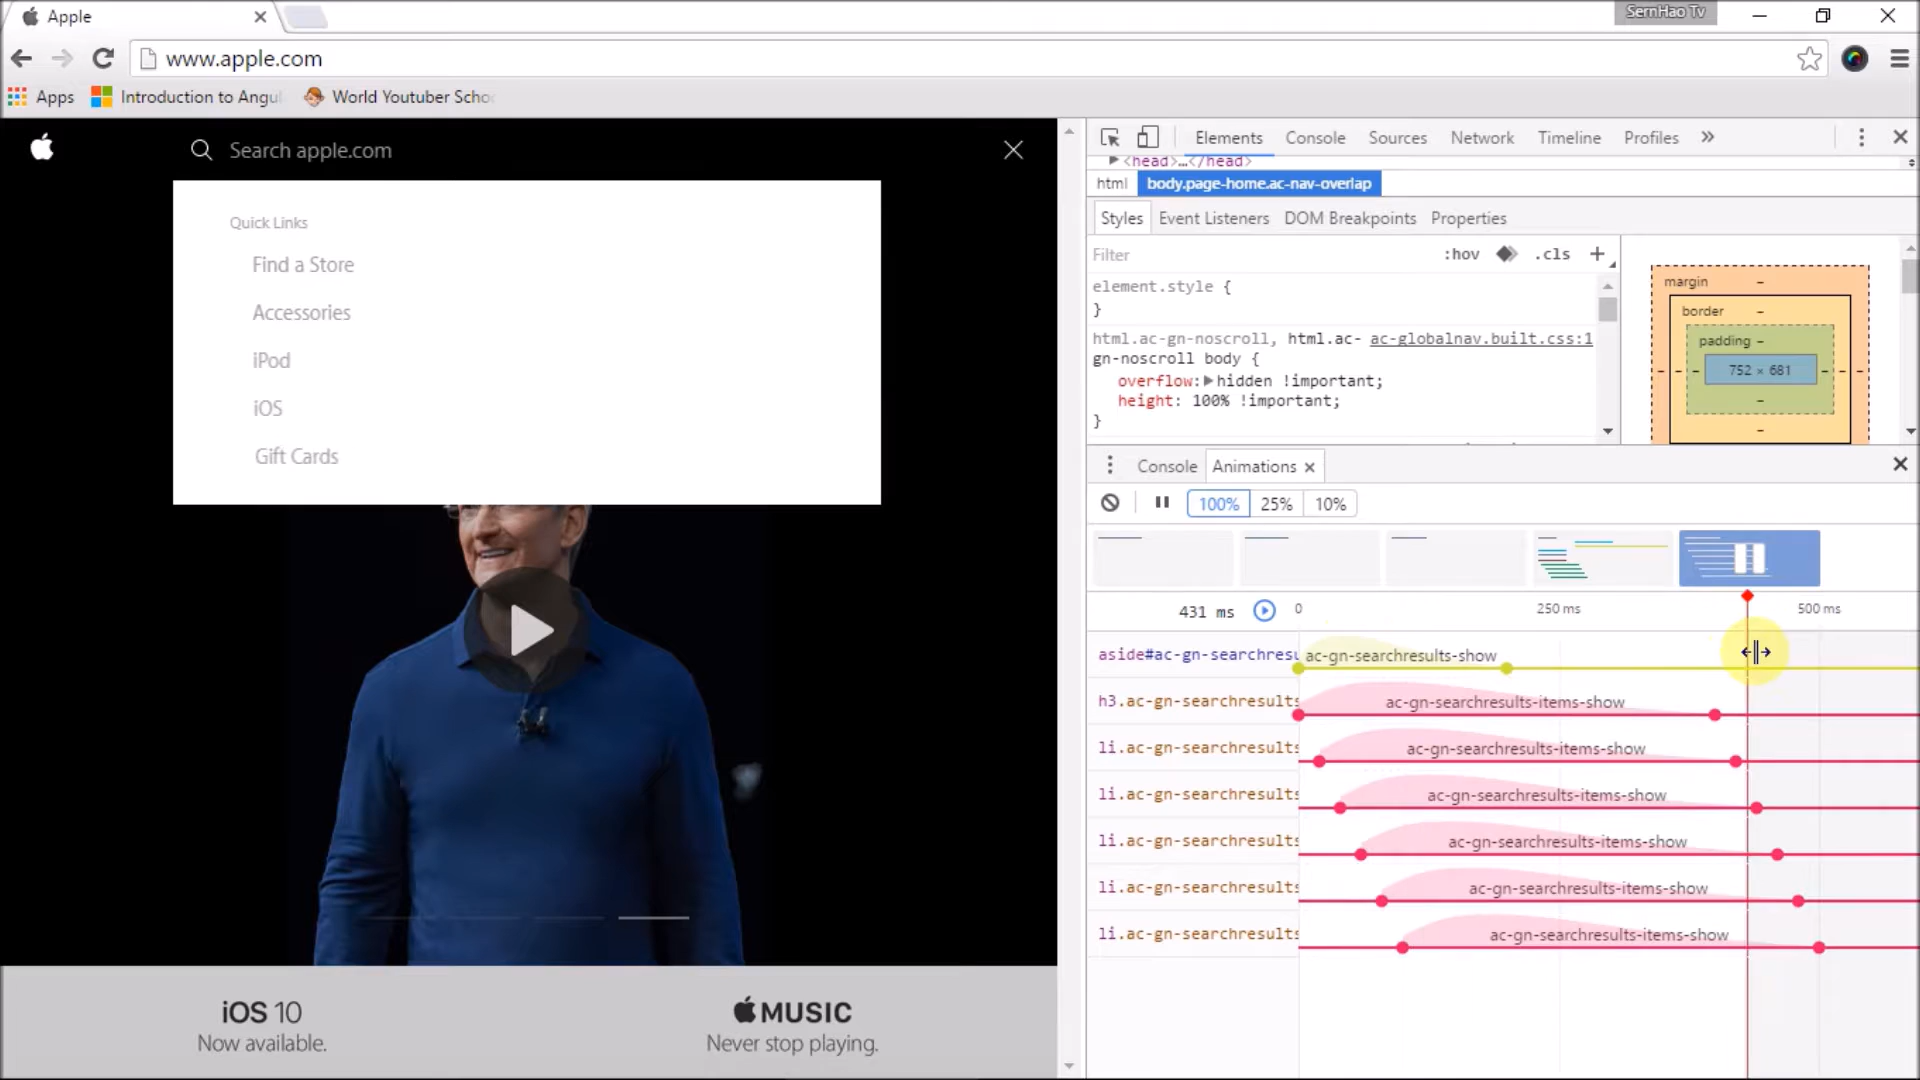 Apple
SernHao Tv
www.apple.com
Apps
Introduction to Angul
World Youtuber Scho
Search apple.com
Quick Links
Find a Store
Accessories
iPod
iOS
Gift Cards
iOS 10
Now available.
MUSIC
Never stop playing.
Elements Console Sources Network Timeline Profiles »
<head>…</head>
html body.page-home.ac-nav-overlap
Styles Event Listeners DOM Breakpoints Properties
Filter :hov .cls +
element.style {
}
html.ac-gn-noscroll, html.ac- ac-globalnav.built.css:1
gn-noscroll body {
overflow: hidden !important;
height: 100% !important;
}
margin –
border –
padding –
– – – 752 × 681 – – –
–
–
Console Animations ×
100% 25% 10%
431 ms 0 250 ms 500 ms
aside#ac-gn-searchresu ac-gn-searchresults-show
h3.ac-gn-searchresults ac-gn-searchresults-items-show
li.ac-gn-searchresults ac-gn-searchresults-items-show
li.ac-gn-searchresults ac-gn-searchresults-items-show
li.ac-gn-searchresults ac-gn-searchresults-items-show
li.ac-gn-searchresults ac-gn-searchresults-items-show
li.ac-gn-searchresults ac-gn-searchresults-items-show